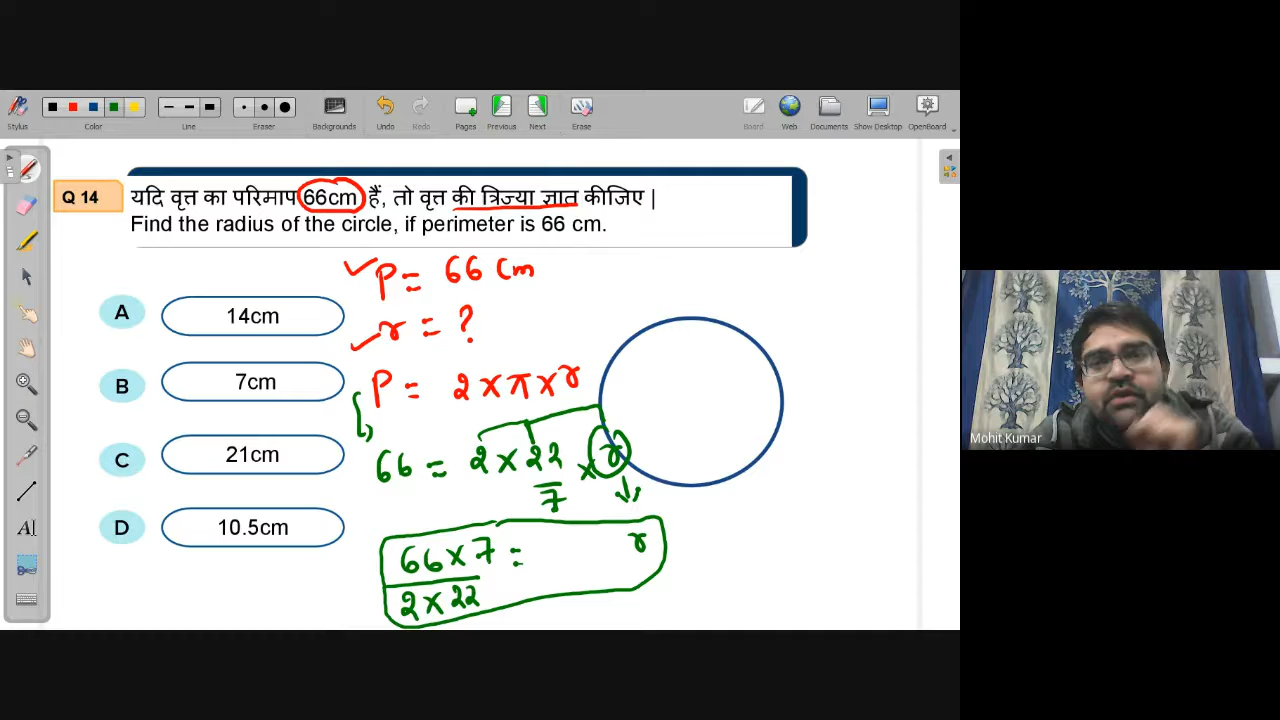 Stylus
Color
Line
Eraser
Backgrounds
Undo
Redo
Pages
Previous
Next
Erase
Board
Web
Documents
Show Desktop
OpenBoard
Q 14
यदि वृत्त का परिमाप 66cm हैं, तो वृत्त की त्रिज्या ज्ञात कीजिए |
Find the radius of the circle, if perimeter is 66 cm.
P = 66 Cm
A 14cm
r = ?
B 7cm
P = 2 × π × r
C 21cm
66 = 2 × 22/7 × r
D 10.5cm
66 × 7 = r
2 × 22
Mohit Kumar
AI